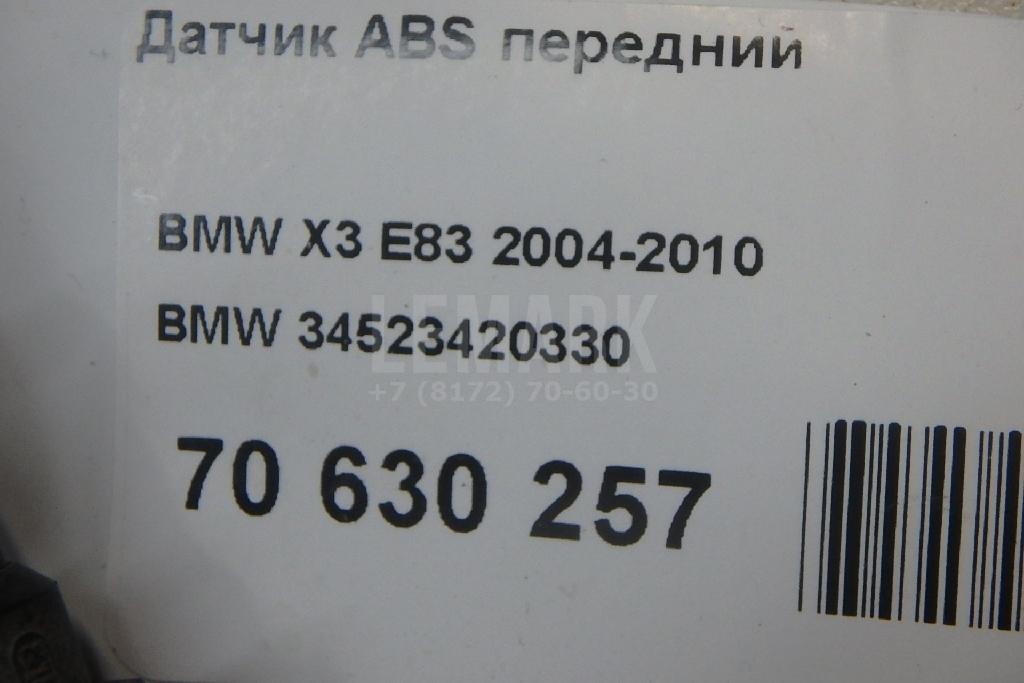 Датчик ABS передний
BMW X3 E83 2004-2010
BMW 34523420330
LEMARK
+7 (8172) 70-60-30
70 630 257